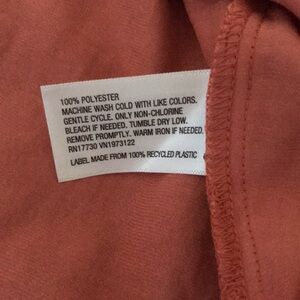 100% POLYESTER
MACHINE WASH COLD WITH LIKE COLORS.
GENTLE CYCLE. ONLY NON-CHLORINE
BLEACH IF NEEDED. TUMBLE DRY LOW.
REMOVE PROMPTLY. WARM IRON IF NEEDED.
RN17730 VN1973122
LABEL MADE FROM 100% RECYCLED PLASTIC